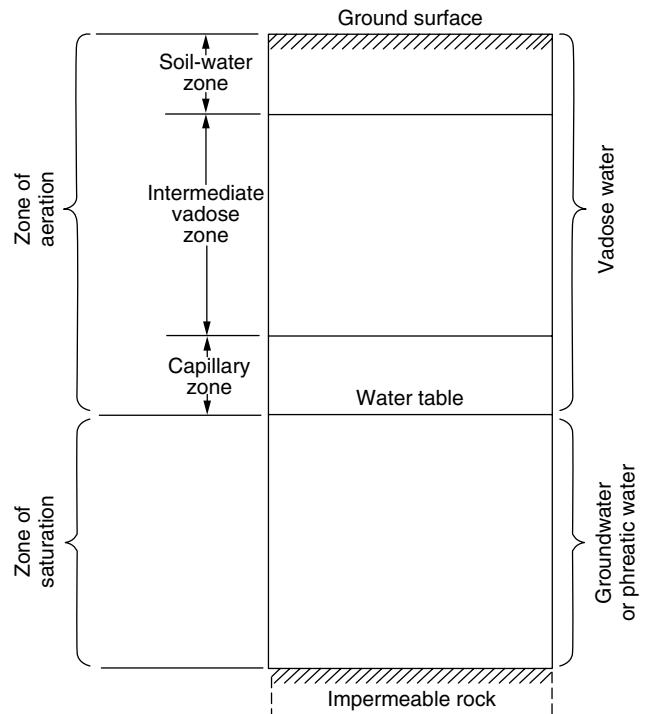 Ground surface
Soil-water
zone
Zone of
aeration
Intermediate
vadose
zone
Vadose water
Capillary
zone
Water table
Zone of
saturation
Groundwater
or phreatic water
Impermeable rock